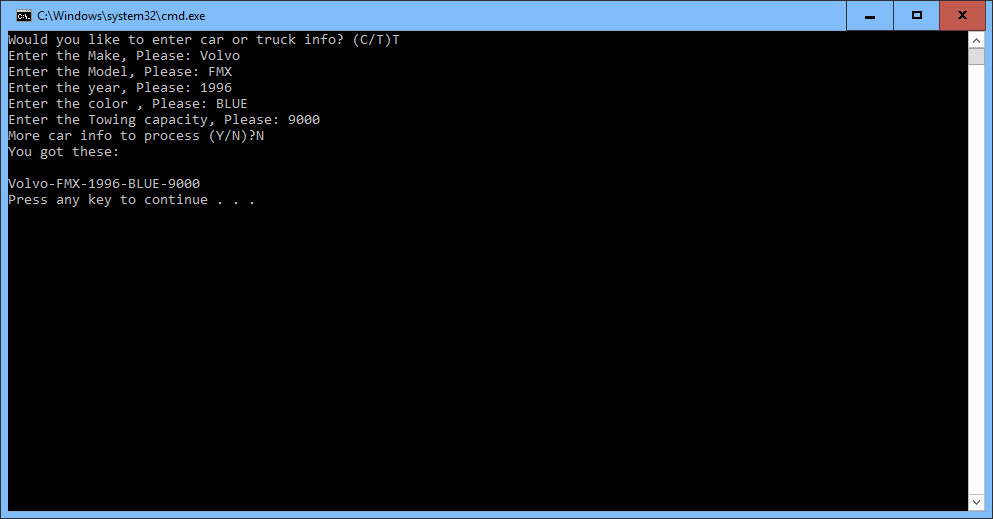 C:\Windows\system32\cmd.exe
Would you like to enter car or truck info? (C/T)T
Enter the Make, Please: Volvo
Enter the Model, Please: FMX
Enter the year, Please: 1996
Enter the color , Please: BLUE
Enter the Towing capacity, Please: 9000
More car info to process (Y/N)?N
You got these:
Volvo-FMX-1996-BLUE-9000
Press any key to continue . . .